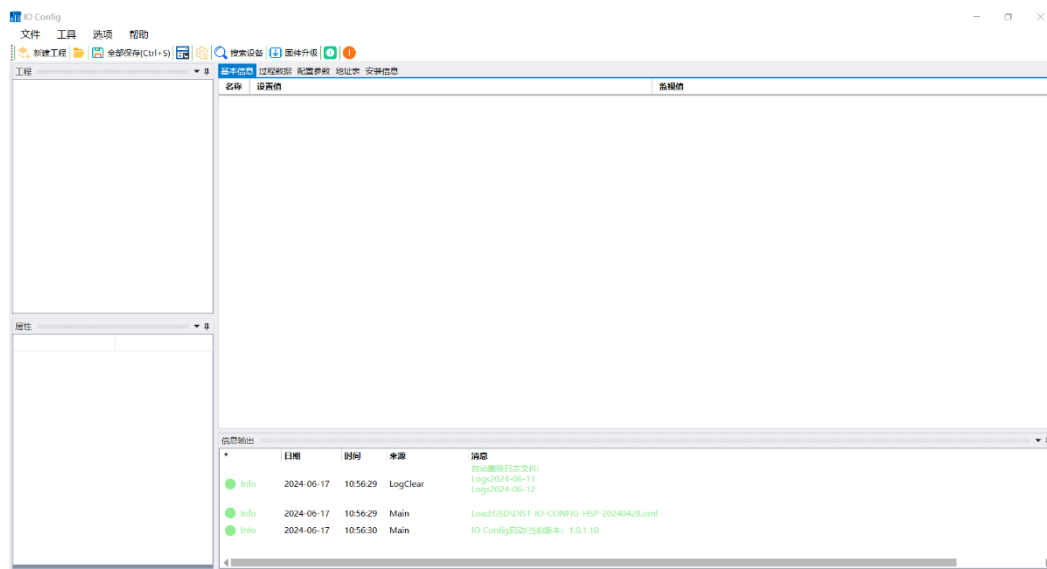 IO Config
文件 工具 选项 帮助
新建工程 全部保存(Ctrl+S) 搜索设备 固件升级
工程
基本信息 过程数据 配置参数 地址表 安装信息
名称 设置值 监视值
属性
信息输出
* 日期 时间 来源 消息
自动删除日志文件:
Logs2024-06-11
Info 2024-06-17 10:56:29 LogClear
Logs2024-06-12
Info 2024-06-17 10:56:29 Main Load:GSD\DIST-IO-CONFIG-HSP-20240428.oml
Info 2024-06-17 10:56:30 Main IO Config启动!当前版本：1.0.1.10